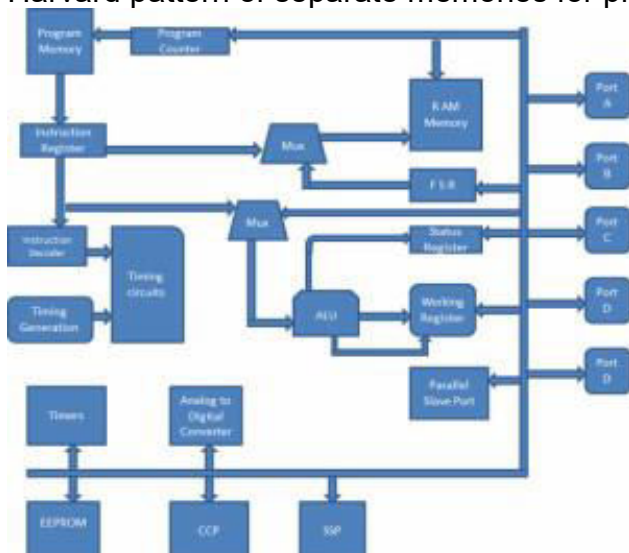 Harvard pattern of separate memories for p
Program
Memory
Program
Counter
Port
A
RAM
Memory
Instruction
Register
Mux
Port
B
F S R
Mux
Status
Register
Port
C
Instruction
Decoder
Timing
circuits
Timing
Generation
ALU
Working
Register
Port
D
Parallel
Slave Port
Port
D
Timers
Analog to
Digital
Converter
EEPROM
CCP
SSP